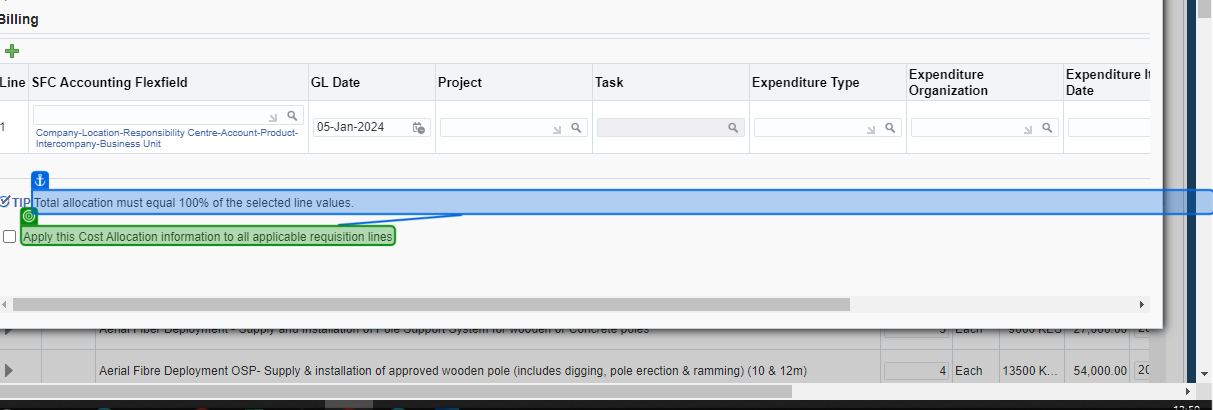 Billing
Line SFC Accounting Flexfield GL Date Project Task Expenditure Type Expenditure Organization Expenditure It Date
1 05-Jan-2024
Company-Location-Responsibility Centre-Account-Product-
Intercompany-Business Unit
TIP Total allocation must equal 100% of the selected line values.
Apply this Cost Allocation information to all applicable requisition lines
Aerial Fiber Deployment - Supply and Installation of Pole Support System for wooden or Concrete poles 3 Each 9000 KES 27,000.00 20
Aerial Fibre Deployment OSP- Supply & installation of approved wooden pole (includes digging, pole erection & ramming) (10 & 12m) 4 Each 13500 K... 54,000.00 20